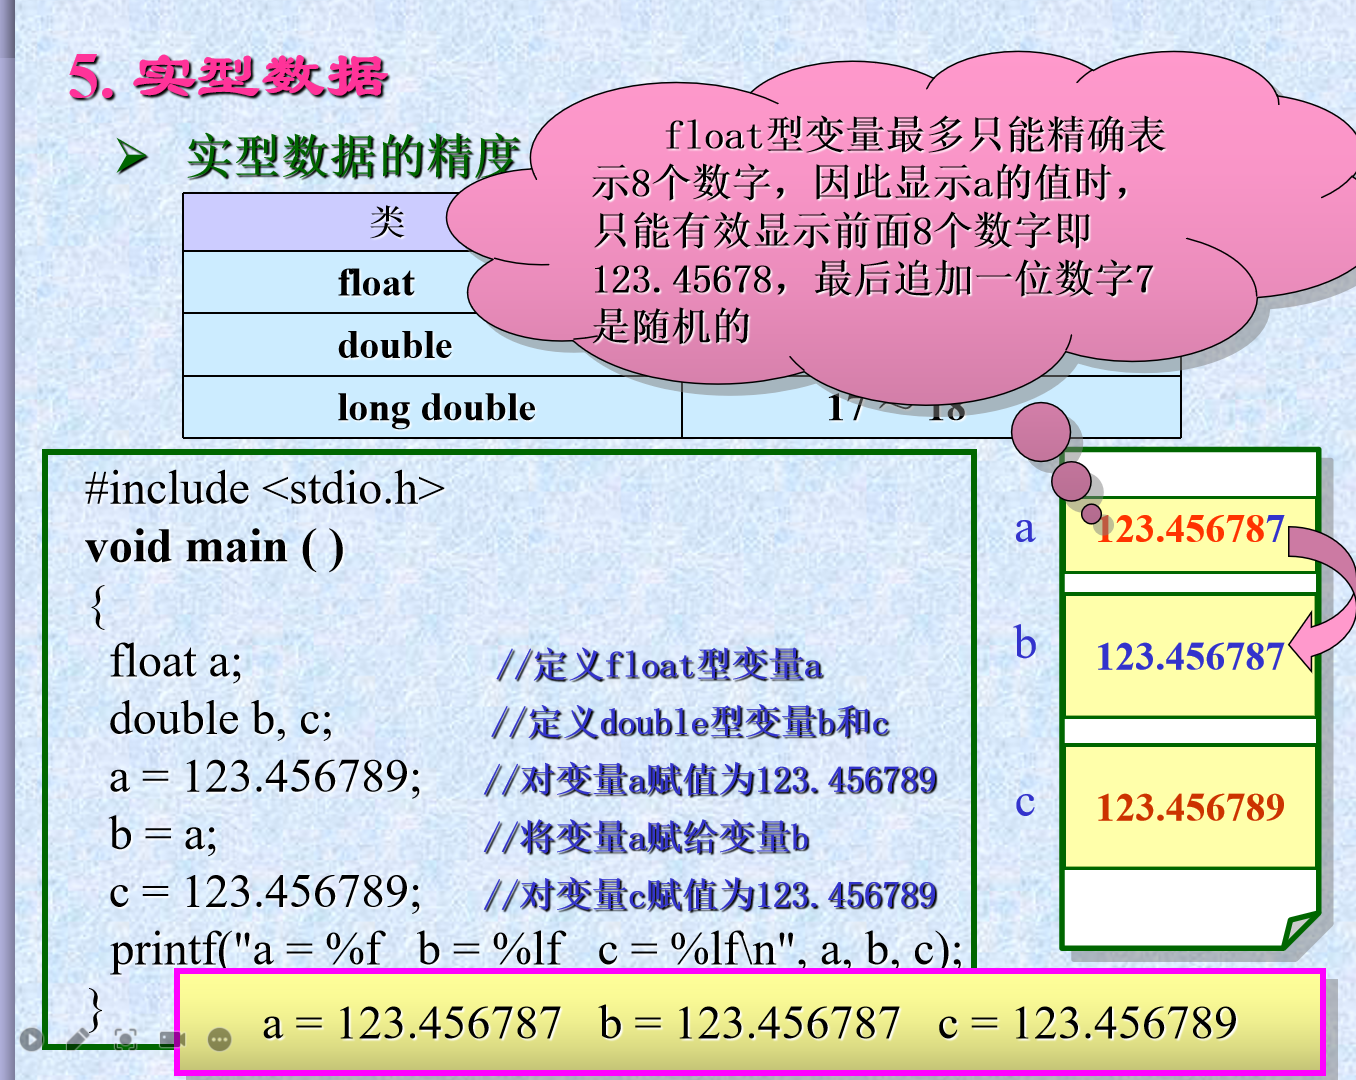 5. 实型数据
实型数据的精度
float型变量最多只能精确表
示8个数字，因此显示a的值时，
只能有效显示前面8个数字即
123.45678，最后追加一位数字7
是随机的
类
float
double
long double
17 ～ 18
#include <stdio.h>
void main ( )
{
float a; //定义float型变量a
double b, c; //定义double型变量b和c
a = 123.456789; //对变量a赋值为123.456789
b = a; //将变量a赋给变量b
c = 123.456789; //对变量c赋值为123.456789
printf("a = %f b = %lf c = %lf\n", a, b, c);
}
a 123.456787
b 123.456787
c 123.456789
a = 123.456787 b = 123.456787 c = 123.456789